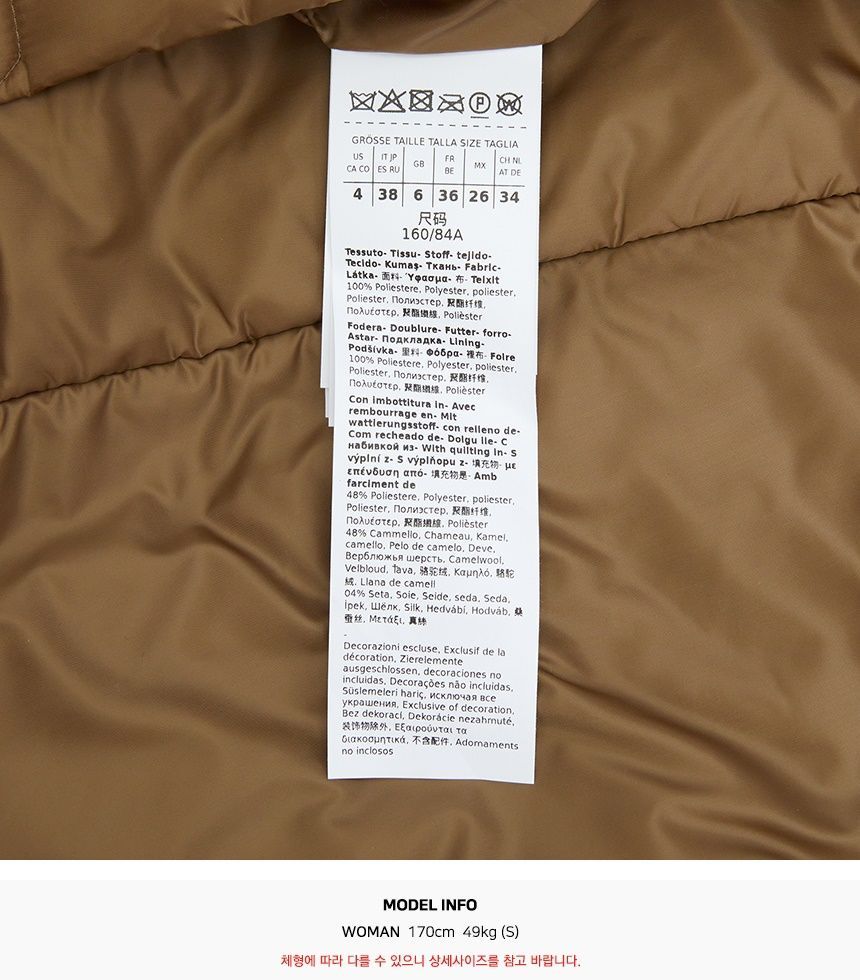 GRÖSSE TAILLE TALLA SIZE TAGLIA
US CA CO IT JP ES RU GB FR BE MX CH NL AT DE
4 38 6 36 26 34
尺码
160/84A
Tessuto- Tissu- Stoff- tejido-
Tecido- Kumaş- Ткань- Fabric-
Látka- 面料- Ύφασμα- 布- Teixit
100% Poliestere, Polyester, poliester,
Poliester, Полиэстер, 聚酯纤维,
Πολυέστερ, 聚酯纖維, Polièster
Fodera- Doublure- Futter- forro-
Astar- Подкладка- Lining-
Podšívka- 里料- Φόδρα- 裡布- Folre
100% Poliestere, Polyester, poliester,
Poliester, Полиэстер, 聚酯纤维,
Πολυέστερ, 聚酯纖維, Polièster
Con imbottitura in- Avec
rembourrage en- Mit
wattierungsstoff- con relleno de-
Com recheado de- Dolgu ile- С
набивкой из- With quilting in- S
výplní z- S výplňopu z- 填充物- με
επένδυση από- 填充物是- Amb
farciment de
48% Poliestere, Polyester, poliester,
Poliester, Полиэстер, 聚酯纤维,
Πολυέστερ, 聚酯纖維, Polièster
48% Cammello, Chameau, Kamel,
camello, Pelo de camelo, Deve,
Верблюжья шерсть, Camelwool,
Velbloud, Ťava, 骆驼绒, Καμηλό, 駱駝
絨, Llana de camell
04% Seta, Soie, Seide, seda, Seda,
İpek, Шёлк, Silk, Hedvábí, Hodváb, 桑
蚕丝, Μετάξι, 真絲
-
Decorazioni escluse, Exclusif de la
décoration, Zierelemente
ausgeschlossen, decoraciones no
incluidas, Decorações não incluídas,
Süslemeleri hariç, исключая все
украшения, Exclusive of decoration,
Bez dekorací, Dekorácie nezahrnuté,
装饰物除外, Εξαιρούνται τα
διακοσμητικά, 不含配件, Adornaments
no inclosos
MODEL INFO
WOMAN 170cm 49kg (S)
체형에 따라 다를 수 있으니 상세사이즈를 참고 바랍니다.